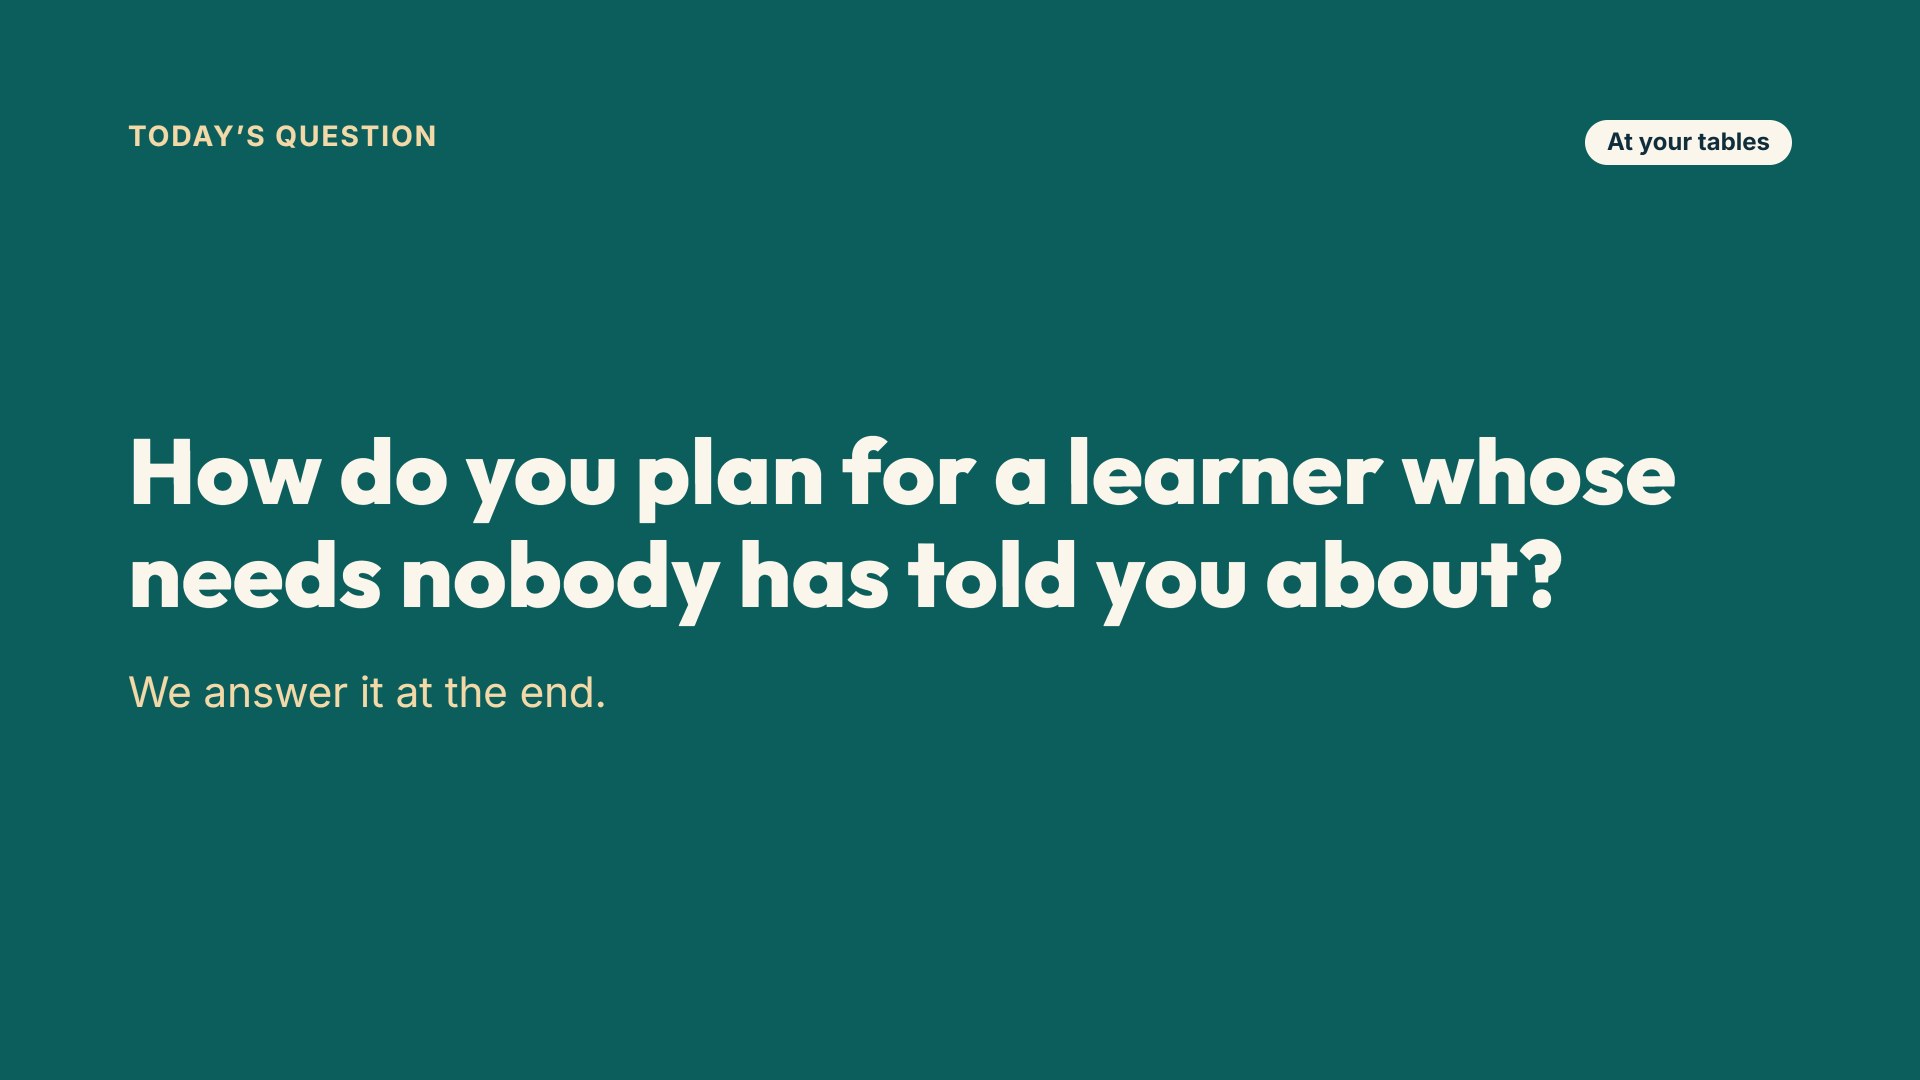 TODAY’S QUESTION
At your tables
How do you plan for a learner whose
needs nobody has told you about?
We answer it at the end.